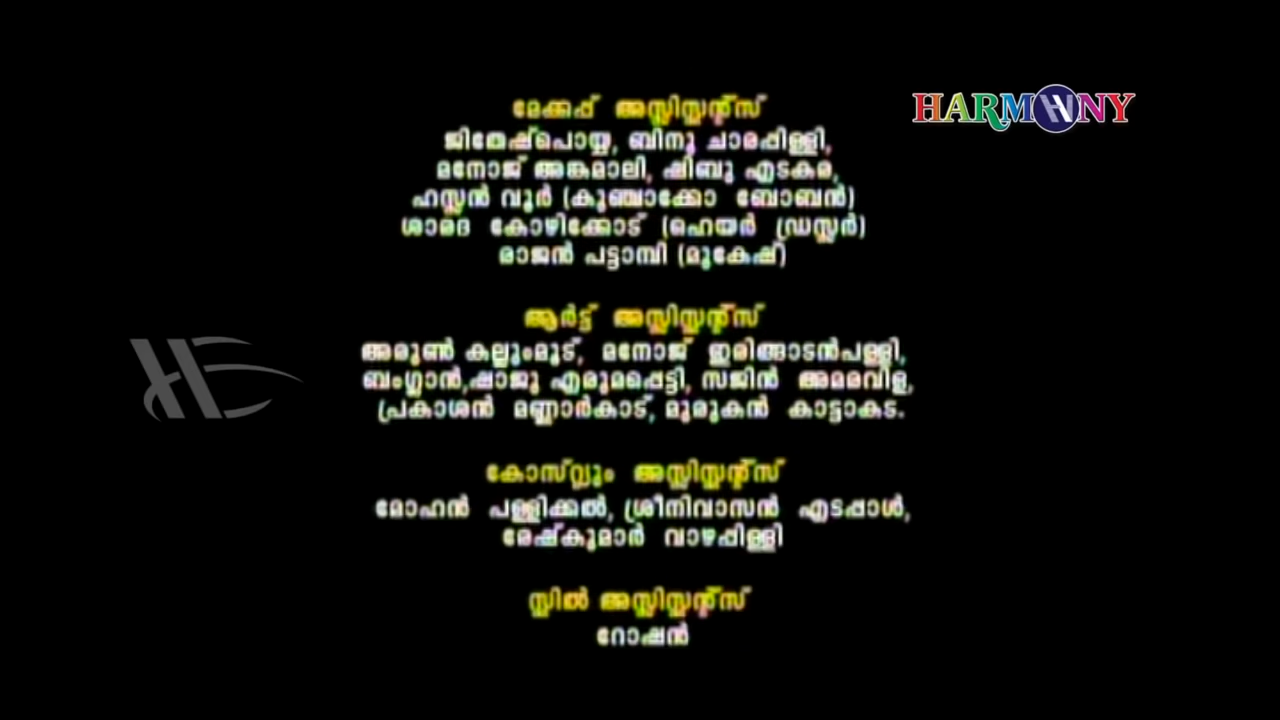 HARMONY
മേക്കപ്പ് അസ്സിസ്റ്റന്റ്സ്
ജിതേഷ്പൊയ്യ, ബിനു ചാരപ്പിള്ളി,
മനോജ് അങ്കമാലി, ഷിബു എടകര,
ഹസ്സൻ വൂർ (കുഞ്ചാക്കോ ബോബൻ)
ശാരദ കോഴിക്കോട് (ഹെയർ ഡ്രസ്സർ)
രാജൻ പട്ടാമ്പി (മുകേഷ്)
ആർട്ട് അസ്സിസ്റ്റന്റ്സ്
അരുൺ കല്ലുംമൂട്, മനോജ് ഇരിങ്ങാടൻപള്ളി,
ബംഗ്ലാൻ,ഷാജു എരുമപ്പെട്ടി, സജിൻ അമരവിള,
പ്രകാശൻ മണ്ണാർകാട്, മുരുകൻ കാട്ടാകട.
കോസ്റ്റ്യും അസ്സിസ്റ്റന്റ്സ്
മോഹൻ പള്ളിക്കൽ, ശ്രീനിവാസൻ എടപ്പാൾ,
രമേഷ്കുമാർ വാഴപ്പിള്ളി
സ്റ്റിൽ അസ്സിസ്റ്റന്റ്സ്
റോഷൻ